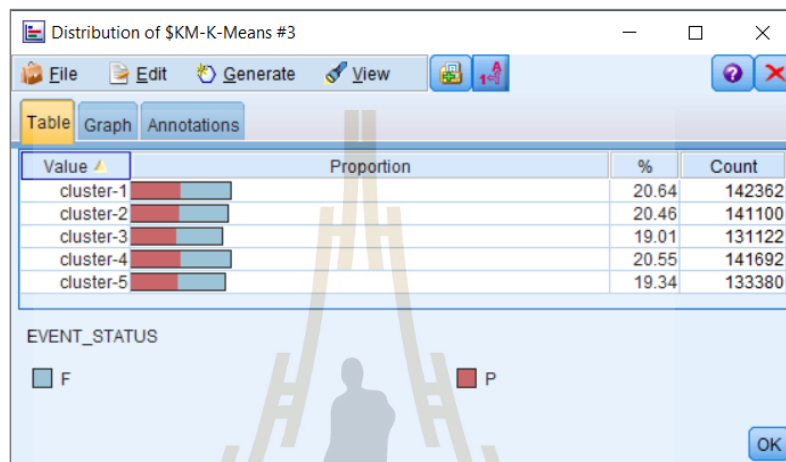 Distribution of $KM-K-Means #3
File Edit Generate View
Table Graph Annotations
Value Proportion % Count
cluster-1 20.64 142362
cluster-2 20.46 141100
cluster-3 19.01 131122
cluster-4 20.55 141692
cluster-5 19.34 133380
EVENT_STATUS
F P
OK